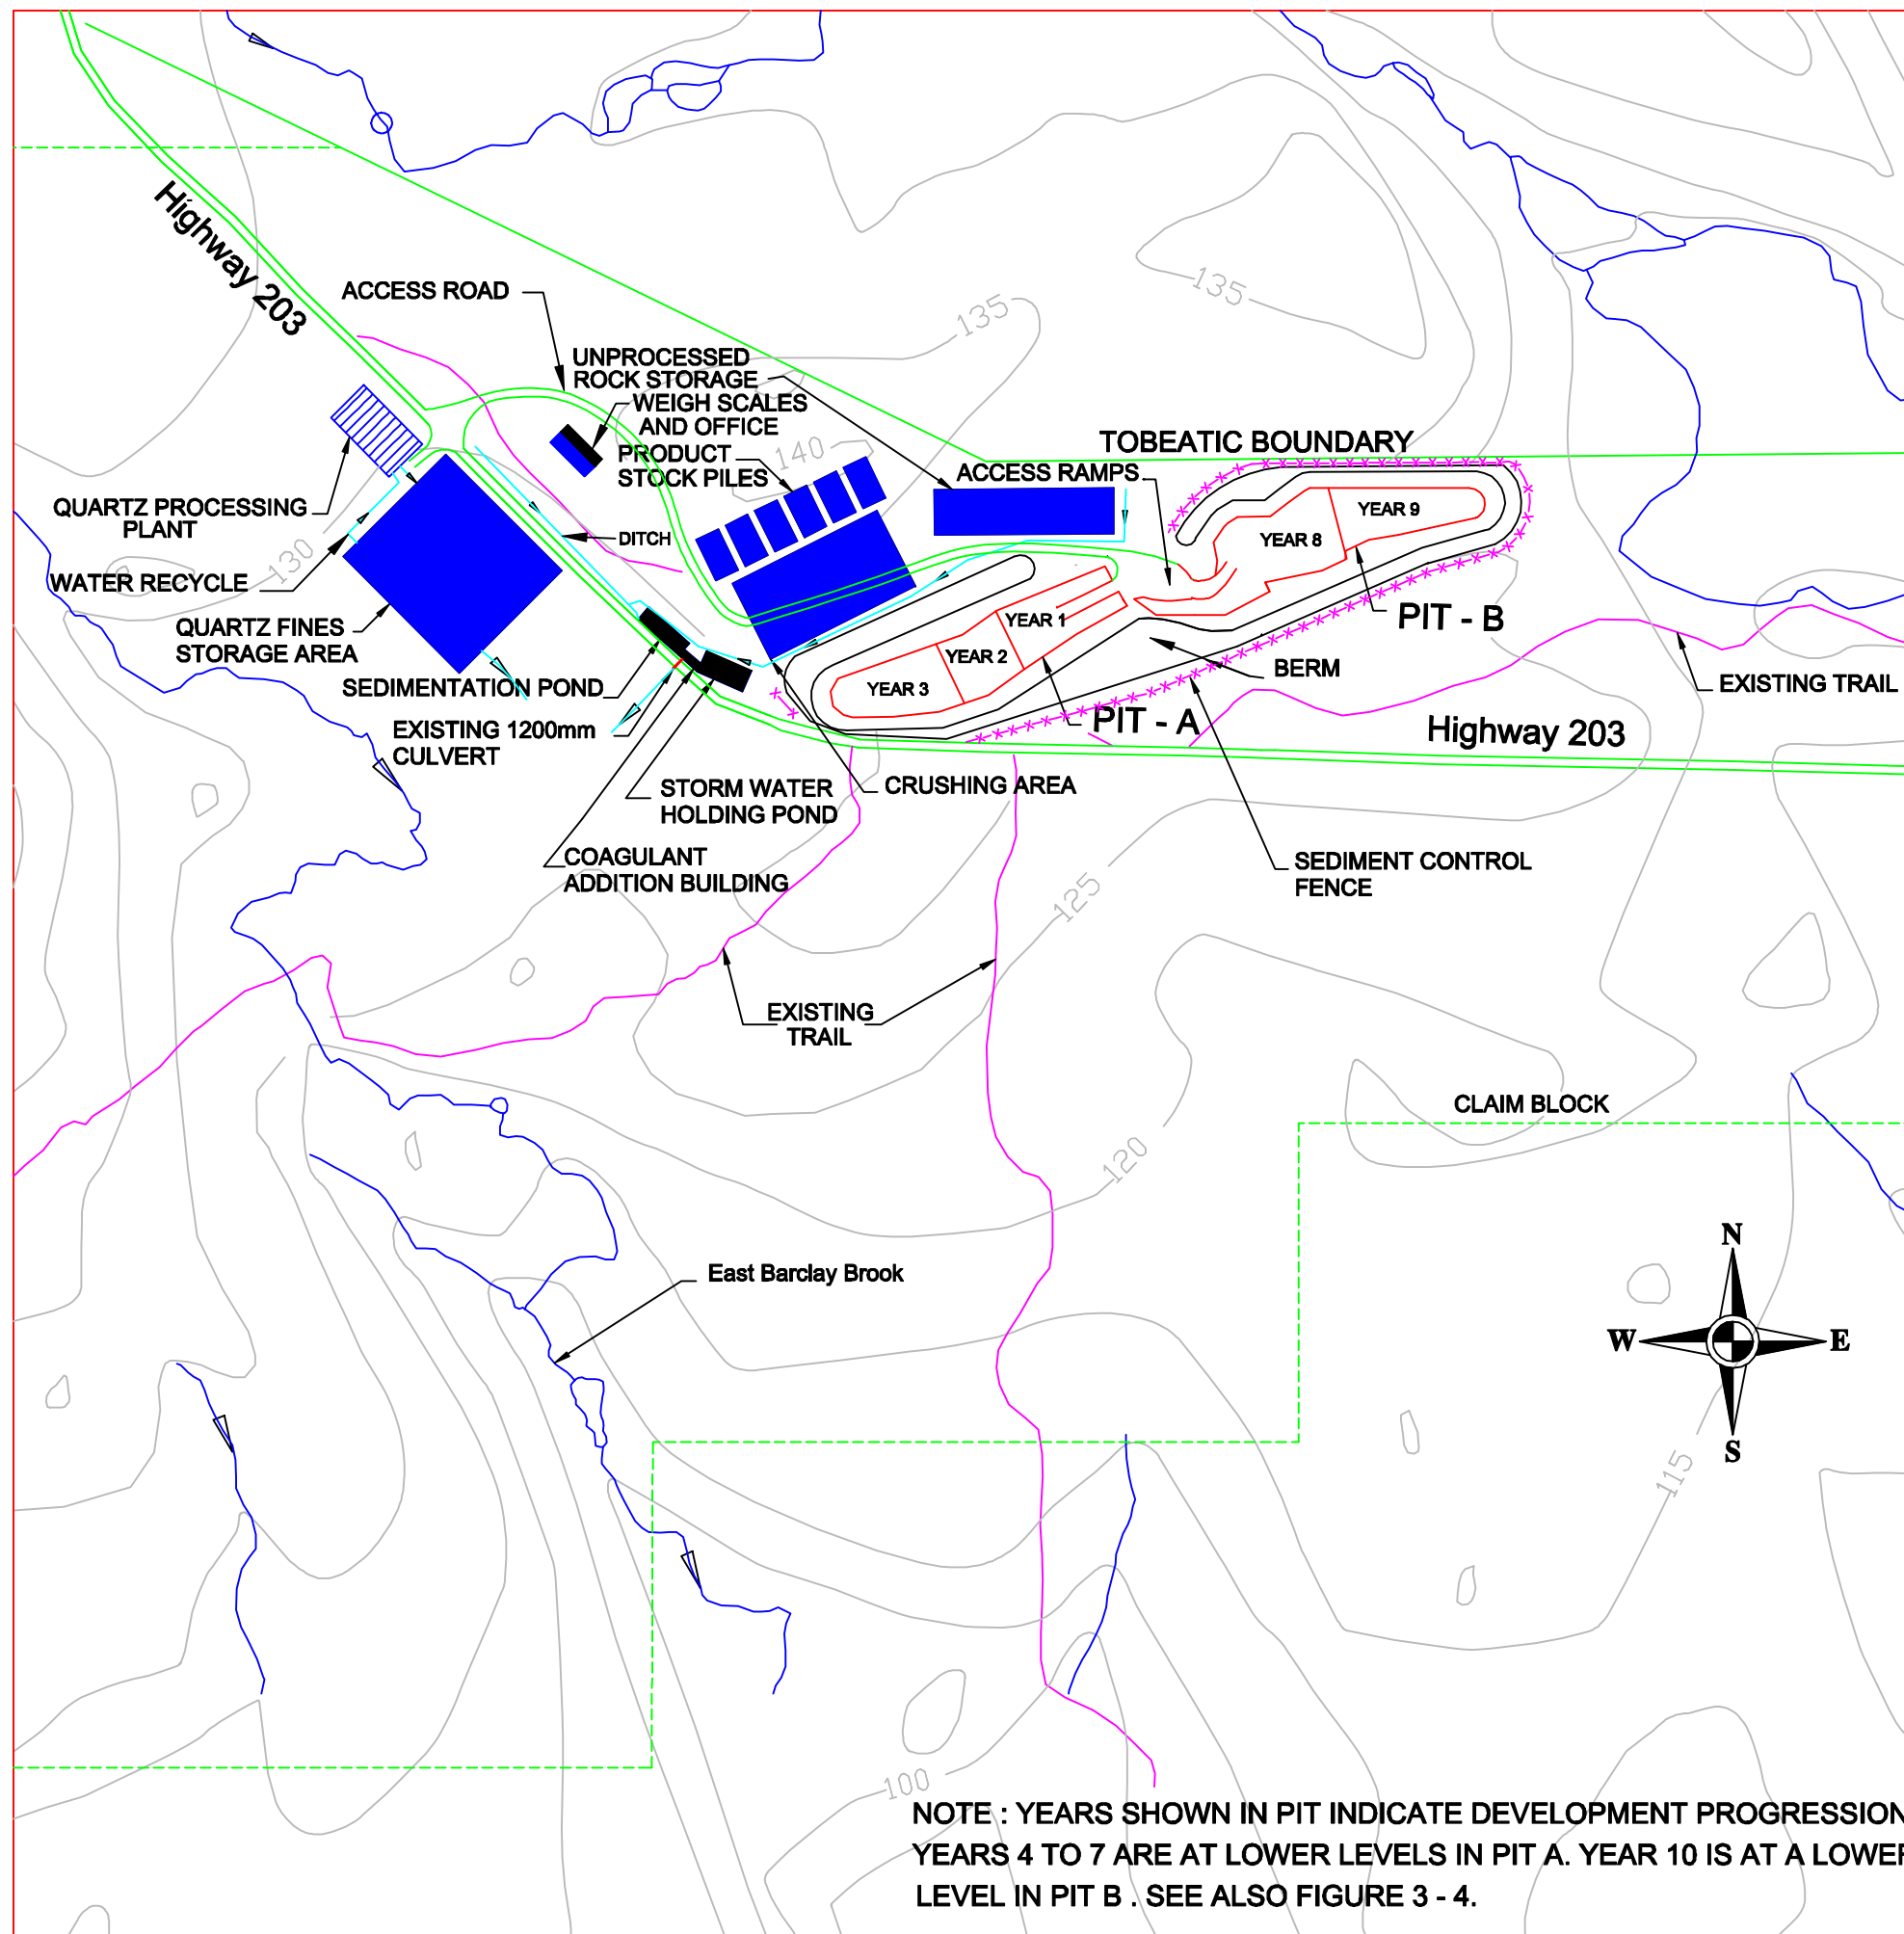 Highway 203
ACCESS ROAD
135
135
UNPROCESSED
ROCK STORAGE
WEIGH SCALES
AND OFFICE
PRODUCT
STOCK PILES
140
TOBEATIC BOUNDARY
ACCESS RAMPS
QUARTZ PROCESSING
PLANT
YEAR 9
YEAR 8
DITCH
130
WATER RECYCLE
PIT - B
YEAR 1
YEAR 2
YEAR 3
QUARTZ FINES
STORAGE AREA
SEDIMENTATION POND
BERM
EXISTING TRAIL
EXISTING 1200mm
CULVERT
PIT - A
Highway 203
STORM WATER
HOLDING POND
CRUSHING AREA
COAGULANT
ADDITION BUILDING
SEDIMENT CONTROL
FENCE
125
EXISTING
TRAIL
CLAIM BLOCK
120
East Barclay Brook
N
W
E
S
115
100
NOTE : YEARS SHOWN IN PIT INDICATE DEVELOPMENT PROGRESSION
YEARS 4 TO 7 ARE AT LOWER LEVELS IN PIT A. YEAR 10 IS AT A LOWER
LEVEL IN PIT B . SEE ALSO FIGURE 3 - 4.